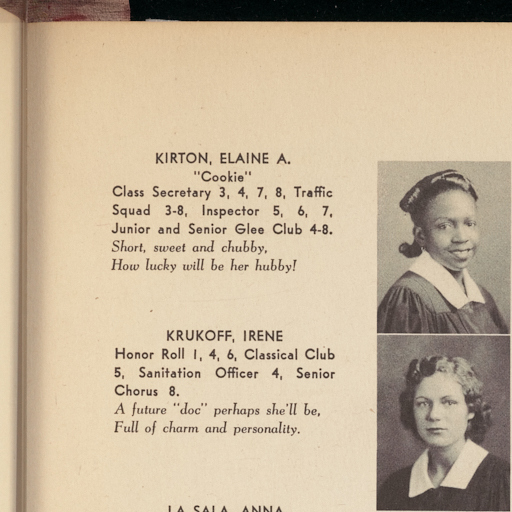 KIRTON, ELAINE A.
"Cookie"
Class Secretary 3, 4, 7, 8, Traffic
Squad 3-8, Inspector 5, 6, 7,
Junior and Senior Glee Club 4-8.
Short, sweet and chubby,
How lucky will be her hubby!
KRUKOFF, IRENE
Honor Roll 1, 4, 6, Classical Club
5, Sanitation Officer 4, Senior
Chorus 8.
A future "doc" perhaps she'll be,
Full of charm and personality.
LA SALA, ANNA